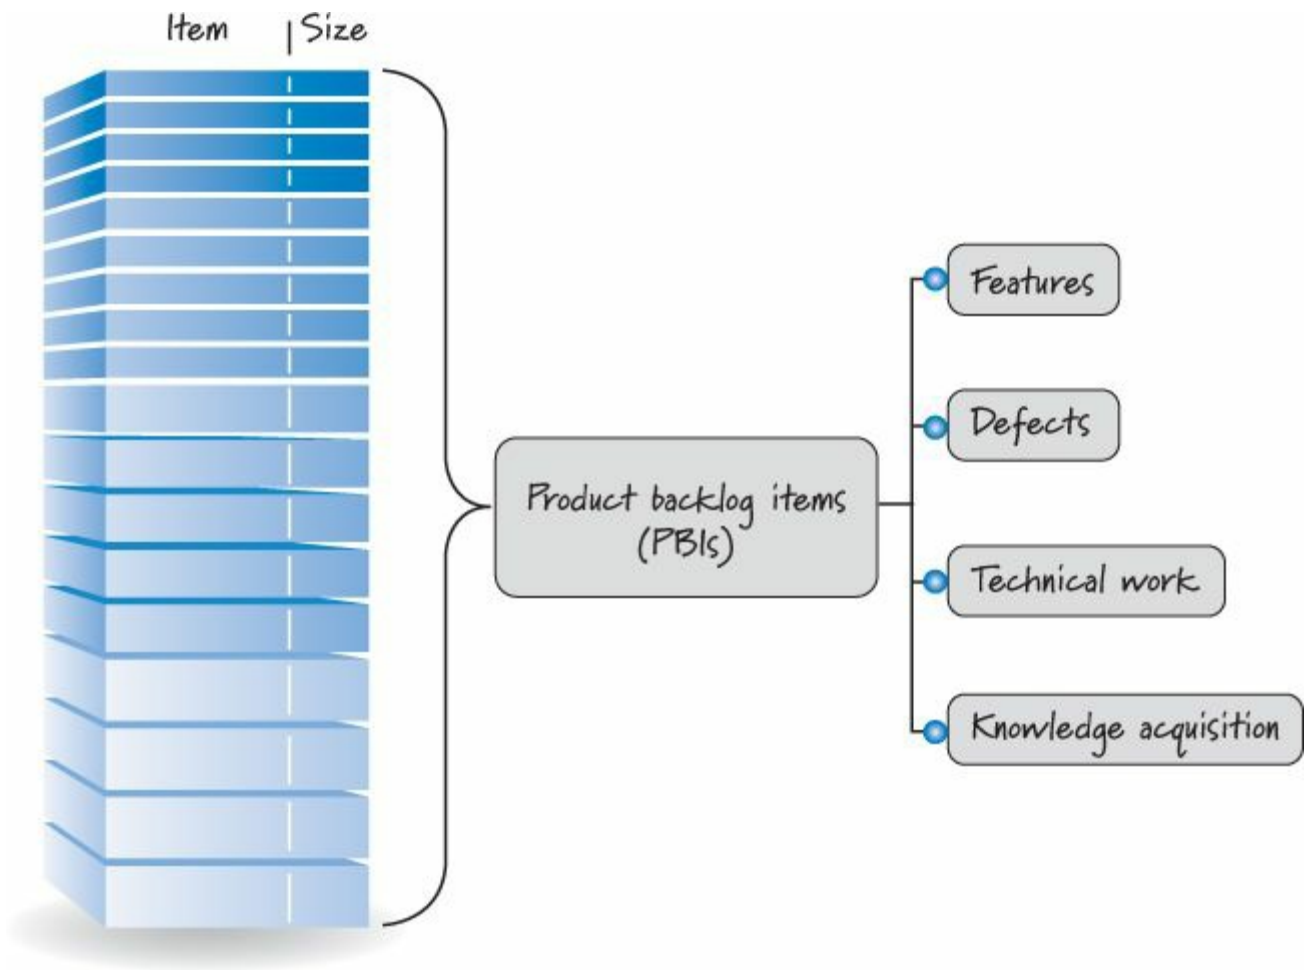 Item | Size
Features
Defects
Product backlog items
(PBIs)
Technical work
Knowledge acquisition